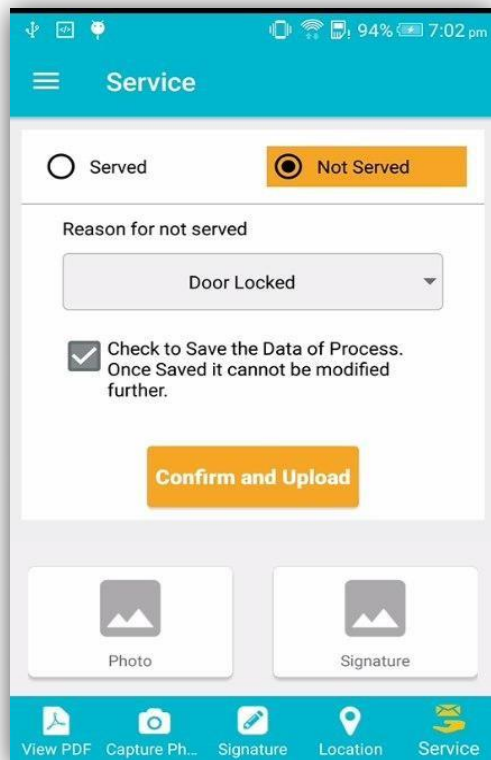 94% 7:02 pm
Service
Served
Not Served
Reason for not served
Door Locked
Check to Save the Data of Process.
Once Saved it cannot be modified
further.
Confirm and Upload
Photo
Signature
View PDF
Capture Ph...
Signature
Location
Service